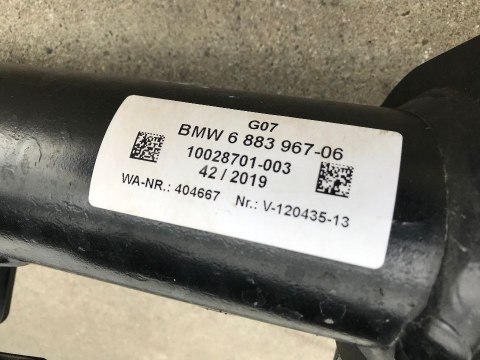 G07
BMW 6 883 967-06
10028701-003
42 / 2019
WA-NR.: 404667 Nr.: V-120435-13